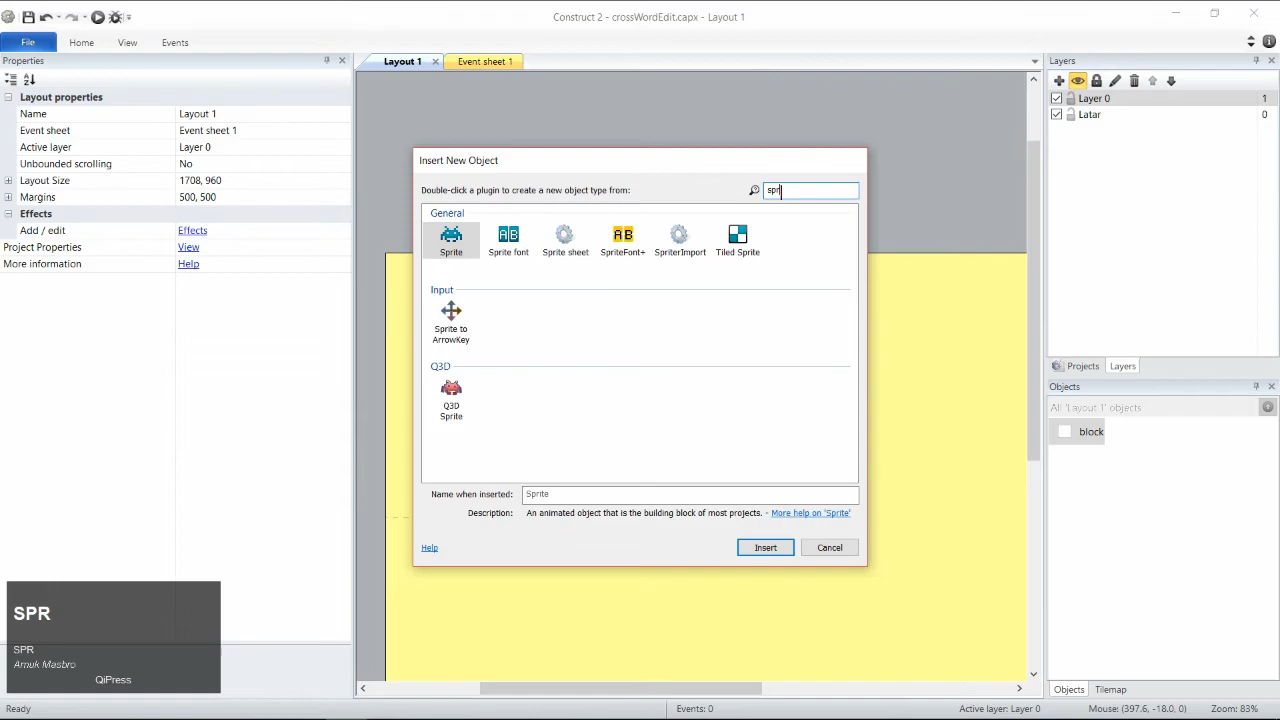 Construct 2 - crossWordEdit.capx - Layout 1
File
Home
View
Events
Properties
Layout properties
Name
Layout 1
Event sheet
Event sheet 1
Active layer
Layer 0
Unbounded scrolling
No
Layout Size
1708, 960
Margins
500, 500
Effects
Add / edit
Effects
Project Properties
View
More information
Help
Layout 1
Event sheet 1
Insert New Object
Double-click a plugin to create a new object type from:
spr
General
Sprite
Sprite font
Sprite sheet
SpriteFont+
SpriterImport
Tiled Sprite
Input
Sprite to
ArrowKey
Q3D
Q3D
Sprite
Name when inserted:
Sprite
Description:
An animated object that is the building block of most projects. - More help on 'Sprite'
Help
Insert
Cancel
Layers
Layer 0
1
Latar
0
Projects
Layers
Objects
All 'Layout 1' objects
block
Objects
Tilemap
SPR
SPR
Arnuk Masbro
QiPress
Ready
Events: 0
Active layer: Layer 0
Mouse: (397.6, -18.0, 0)
Zoom: 83%